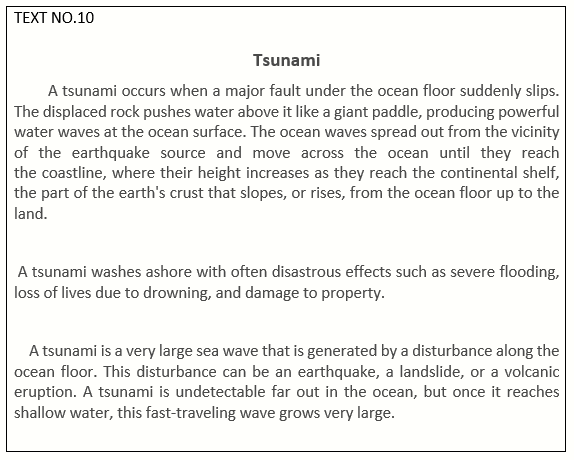 TEXT NO.10
Tsunami
A tsunami occurs when a major fault under the ocean floor suddenly slips.
The displaced rock pushes water above it like a giant paddle, producing powerful
water waves at the ocean surface. The ocean waves spread out from the vicinity
of the earthquake source and move across the ocean until they reach
the coastline, where their height increases as they reach the continental shelf,
the part of the earth's crust that slopes, or rises, from the ocean floor up to the
land.
A tsunami washes ashore with often disastrous effects such as severe flooding,
loss of lives due to drowning, and damage to property.
A tsunami is a very large sea wave that is generated by a disturbance along the
ocean floor. This disturbance can be an earthquake, a landslide, or a volcanic
eruption. A tsunami is undetectable far out in the ocean, but once it reaches
shallow water, this fast-traveling wave grows very large.